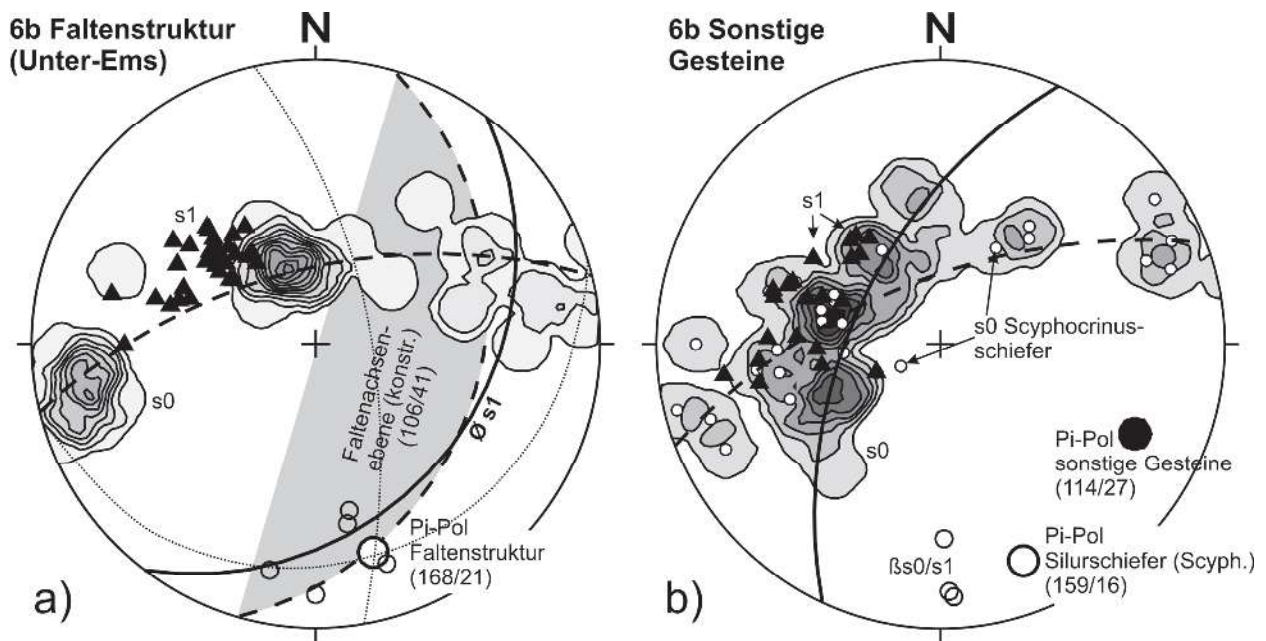 6b Faltenstruktur
(Unter-Ems)
N
s1
s0
Faltenachsen-
ebene (konstr.)
(106/41)
Ø s1
Pi-Pol
Faltenstruktur
(168/21)
a)
6b Sonstige
Gesteine
N
s1
s0 Scyphocrinus-
schiefer
s0
Pi-Pol
sonstige Gesteine
(114/27)
ßs0/s1
Pi-Pol
Silurschiefer (Scyph.)
(159/16)
b)